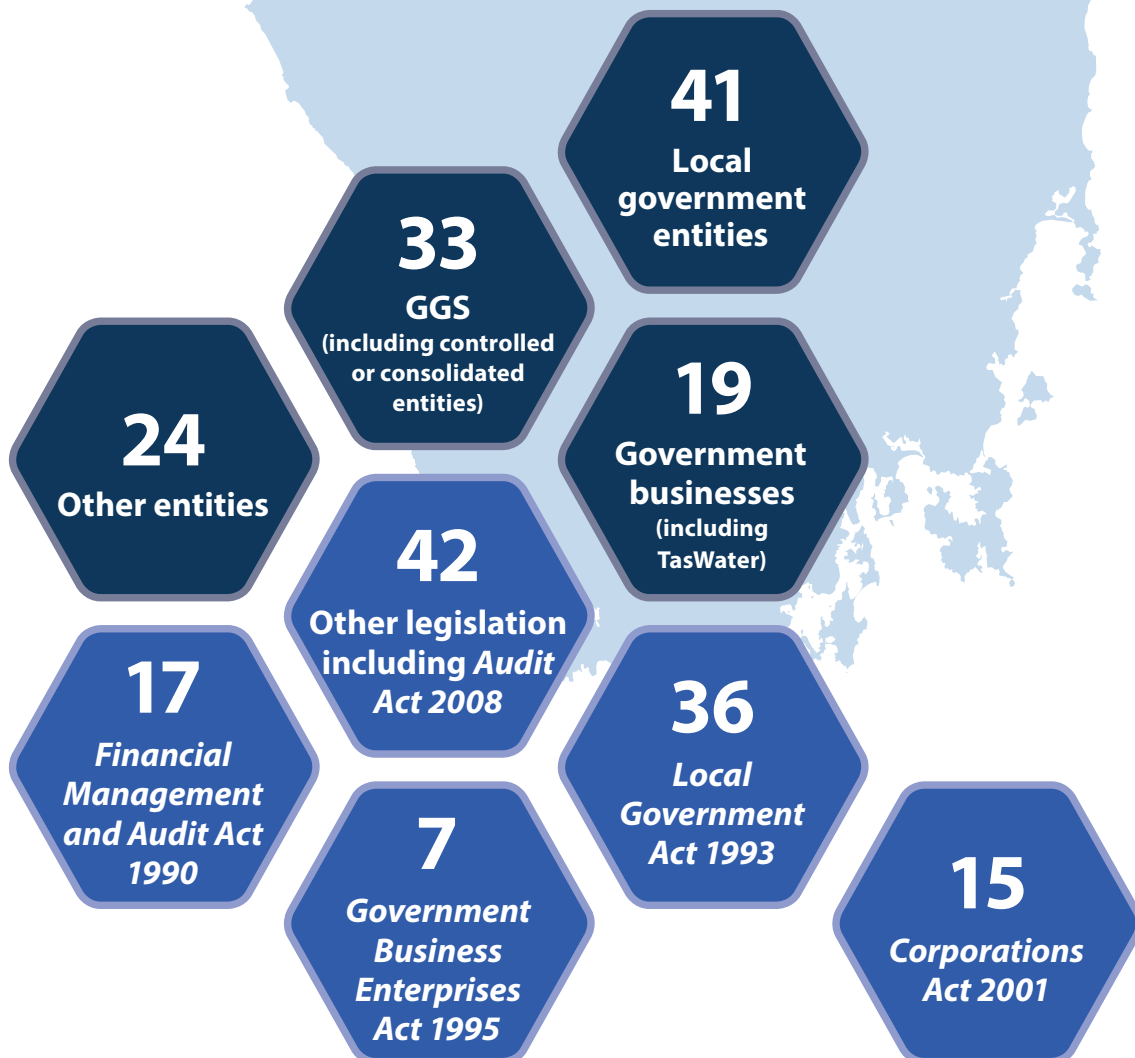 41
Local
government
entities
33
GGS
(including controlled
or consolidated
entities)
19
Government
businesses
(including
TasWater)
24
Other entities
42
Other legislation
including Audit
Act 2008
17
Financial
Management
and Audit Act
1990
36
Local
Government
Act 1993
7
Government
Business
Enterprises
Act 1995
15
Corporations
Act 2001